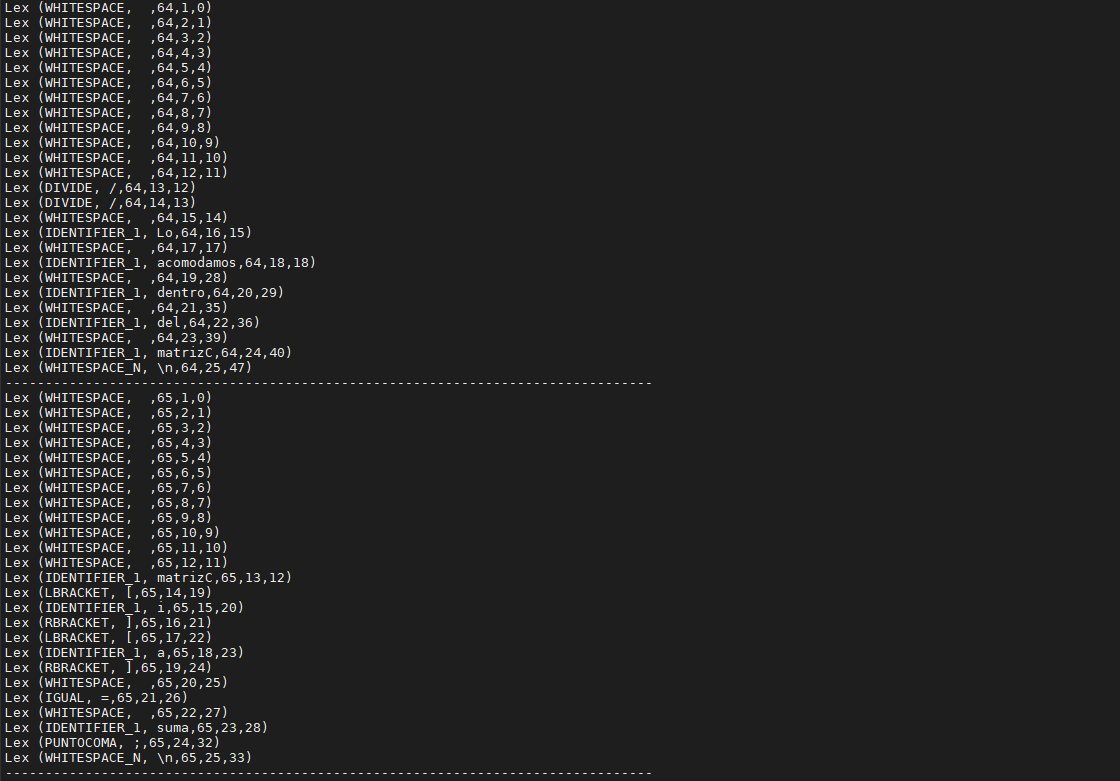 Lex (WHITESPACE,  ,64,1,0)
Lex (WHITESPACE,  ,64,2,1)
Lex (WHITESPACE,  ,64,3,2)
Lex (WHITESPACE,  ,64,4,3)
Lex (WHITESPACE,  ,64,5,4)
Lex (WHITESPACE,  ,64,6,5)
Lex (WHITESPACE,  ,64,7,6)
Lex (WHITESPACE,  ,64,8,7)
Lex (WHITESPACE,  ,64,9,8)
Lex (WHITESPACE,  ,64,10,9)
Lex (WHITESPACE,  ,64,11,10)
Lex (WHITESPACE,  ,64,12,11)
Lex (DIVIDE, /,64,13,12)
Lex (DIVIDE, /,64,14,13)
Lex (WHITESPACE,  ,64,15,14)
Lex (IDENTIFIER_1, Lo,64,16,15)
Lex (WHITESPACE,  ,64,17,17)
Lex (IDENTIFIER_1, acomodamos,64,18,18)
Lex (WHITESPACE,  ,64,19,28)
Lex (IDENTIFIER_1, dentro,64,20,29)
Lex (WHITESPACE,  ,64,21,35)
Lex (IDENTIFIER_1, del,64,22,36)
Lex (WHITESPACE,  ,64,23,39)
Lex (IDENTIFIER_1, matrizC,64,24,40)
Lex (WHITESPACE_N, \n,64,25,47)
---------------------------------------------------------------------------------
Lex (WHITESPACE,  ,65,1,0)
Lex (WHITESPACE,  ,65,2,1)
Lex (WHITESPACE,  ,65,3,2)
Lex (WHITESPACE,  ,65,4,3)
Lex (WHITESPACE,  ,65,5,4)
Lex (WHITESPACE,  ,65,6,5)
Lex (WHITESPACE,  ,65,7,6)
Lex (WHITESPACE,  ,65,8,7)
Lex (WHITESPACE,  ,65,9,8)
Lex (WHITESPACE,  ,65,10,9)
Lex (WHITESPACE,  ,65,11,10)
Lex (WHITESPACE,  ,65,12,11)
Lex (IDENTIFIER_1, matrizC,65,13,12)
Lex (LBRACKET, [,65,14,19)
Lex (IDENTIFIER_1, i,65,15,20)
Lex (RBRACKET, ],65,16,21)
Lex (LBRACKET, [,65,17,22)
Lex (IDENTIFIER_1, a,65,18,23)
Lex (RBRACKET, ],65,19,24)
Lex (WHITESPACE,  ,65,20,25)
Lex (IGUAL, =,65,21,26)
Lex (WHITESPACE,  ,65,22,27)
Lex (IDENTIFIER_1, suma,65,23,28)
Lex (PUNTOCOMA, ;,65,24,32)
Lex (WHITESPACE_N, \n,65,25,33)
---------------------------------------------------------------------------------